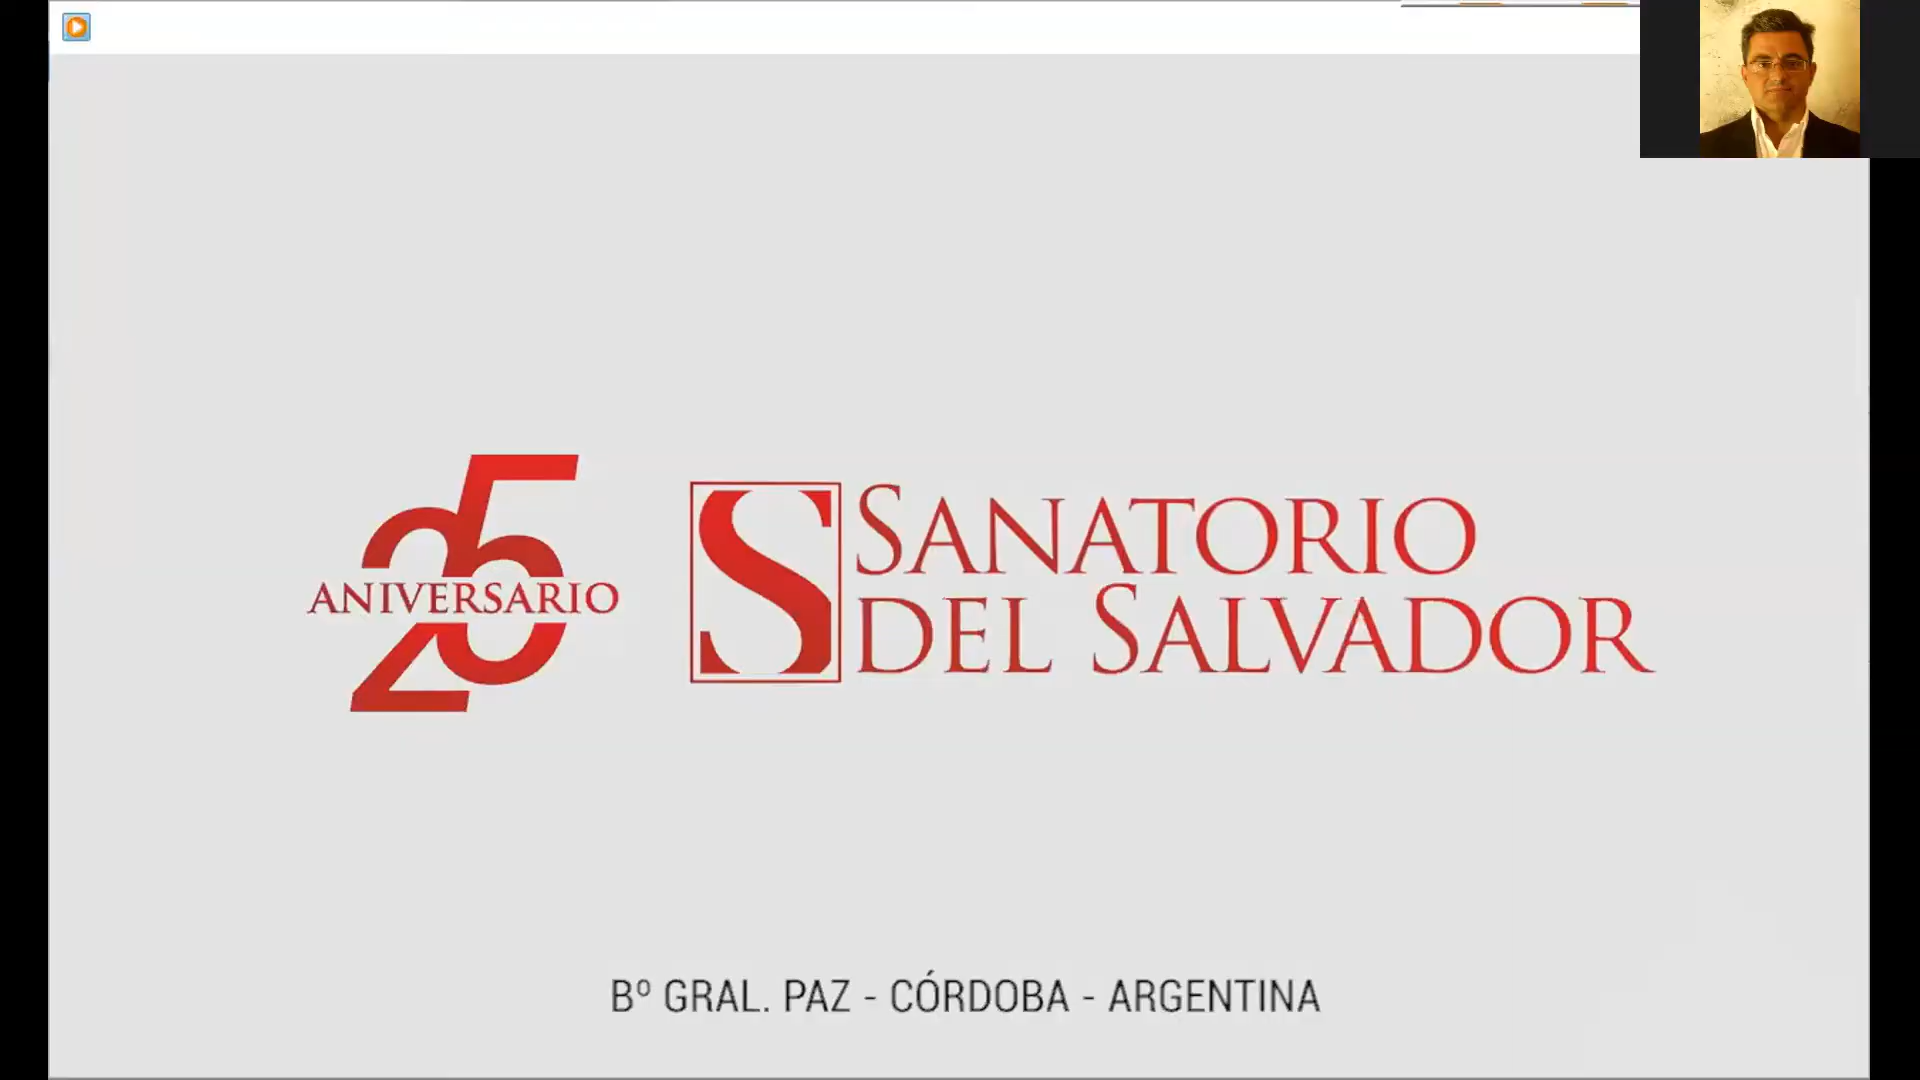 25
ANIVERSARIO
S
SANATORIO
DEL SALVADOR
Bº GRAL. PAZ - CÓRDOBA - ARGENTINA